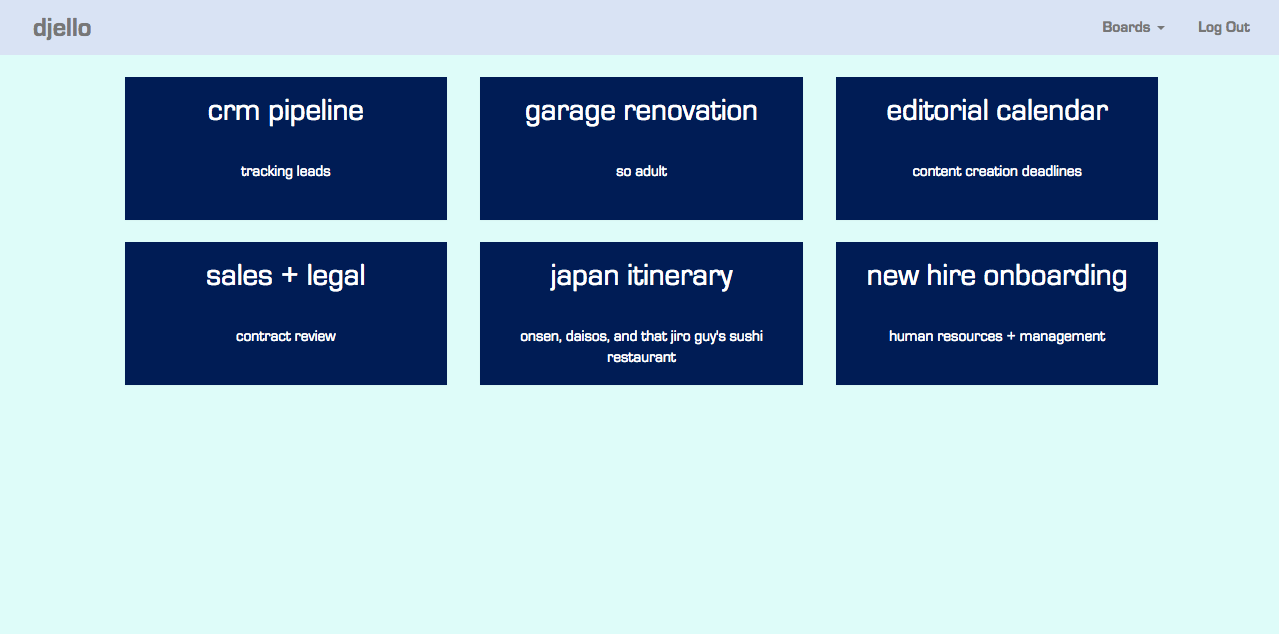 djello
Boards
Log Out
crm pipeline
tracking leads
garage renovation
so adult
editorial calendar
content creation deadlines
sales + legal
contract review
japan itinerary
onsen, daisos, and that jiro guy's sushi
restaurant
new hire onboarding
human resources + management